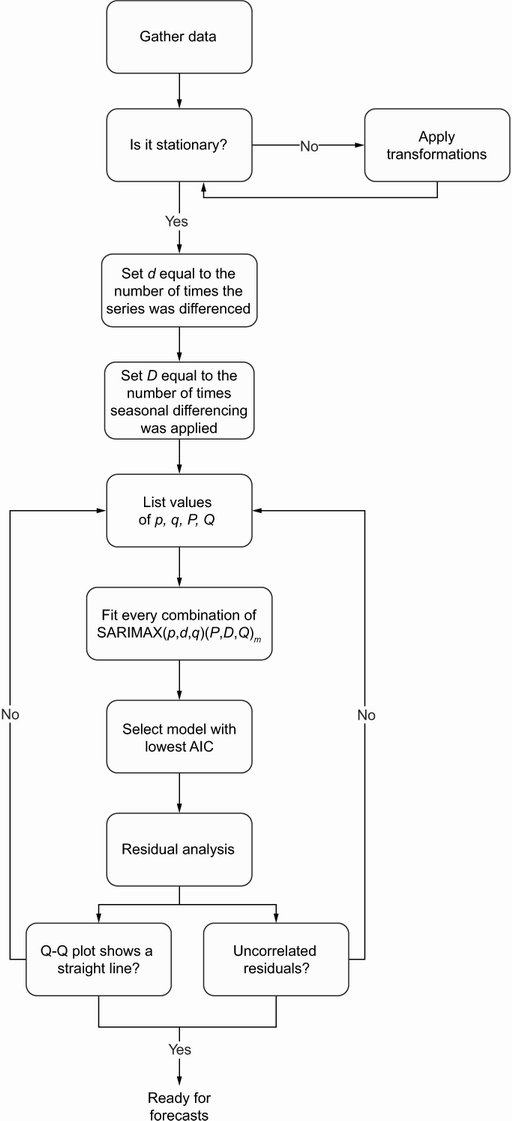 Gather data
Is it stationary?
No
Apply
transformations
Yes
Set d equal to the
number of times the
series was differenced
Set D equal to the
number of times
seasonal differencing
was applied
List values
of p, q, P, Q
Fit every combination of
SARIMAX(p,d,q)(P,D,Q)m
No
No
Select model with
lowest AIC
Residual analysis
Q-Q plot shows a
straight line?
Uncorrelated
residuals?
Yes
Ready for
forecasts